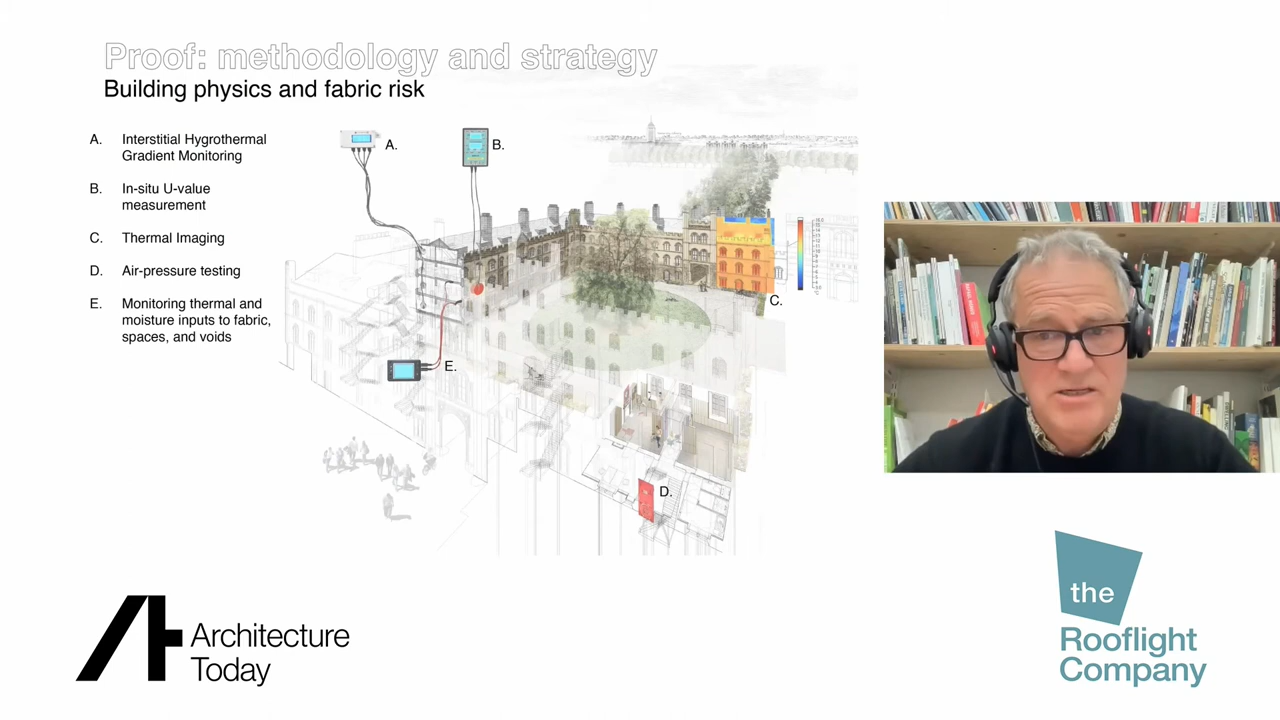 Proof: methodology and strategy
Building physics and fabric risk
A. Interstitial Hygrothermal
Gradient Monitoring
B. In-situ U-value
measurement
C. Thermal Imaging
D. Air-pressure testing
E. Monitoring thermal and
moisture inputs to fabric,
spaces, and voids
A.
B.
C.
E.
D.
Architecture
Today
the
Rooflight
Company